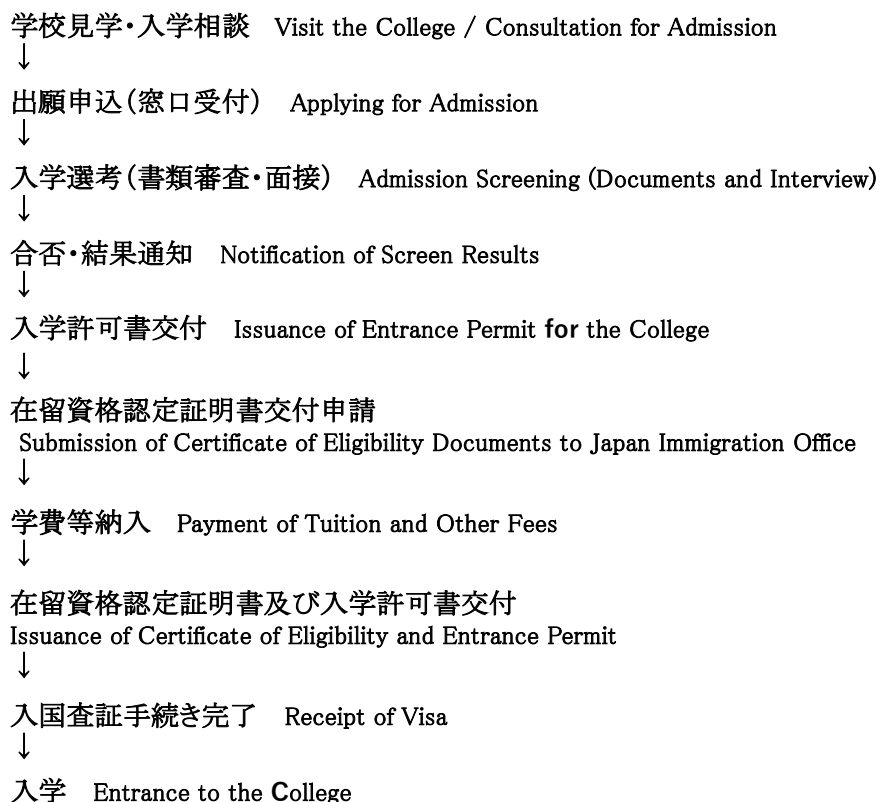 学校見学・入学相談　Visit the College / Consultation for Admission
↓
出願申込（窓口受付）　Applying for Admission
↓
入学選考（書類審査・面接）　Admission Screening (Documents and Interview)
↓
合否・結果通知　Notification of Screen Results
↓
入学許可書交付　Issuance of Entrance Permit for the College
↓
在留資格認定証明書交付申請
Submission of Certificate of Eligibility Documents to Japan Immigration Office
↓
学費等納入　Payment of Tuition and Other Fees
↓
在留資格認定証明書及び入学許可書交付
Issuance of Certificate of Eligibility and Entrance Permit
↓
入国査証手続き完了　Receipt of Visa
↓
入学　Entrance to the College